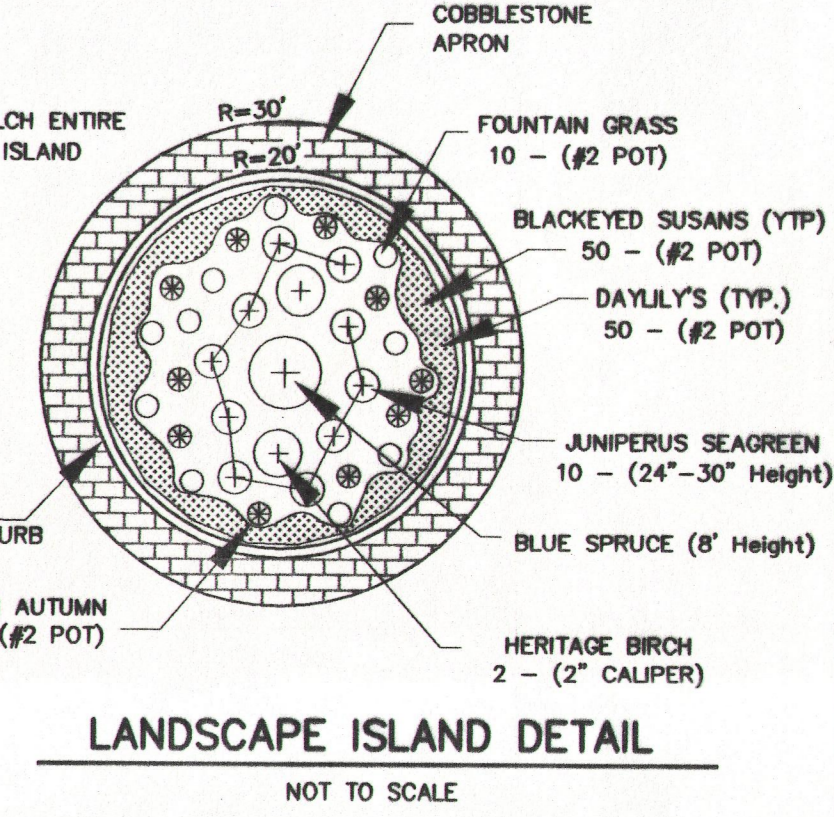 COBBLESTONE
APRON
LCH ENTIRE
ISLAND
R=30'
R=20'
FOUNTAIN GRASS
10 - (#2 POT)
BLACKEYED SUSANS (YTP)
50 - (#2 POT)
DAYLILY'S (TYP.)
50 - (#2 POT)
JUNIPERUS SEAGREEN
10 - (24"-30" Height)
URB
BLUE SPRUCE (8' Height)
AUTUMN
(#2 POT)
HERITAGE BIRCH
2 - (2" CALIPER)
LANDSCAPE ISLAND DETAIL
NOT TO SCALE